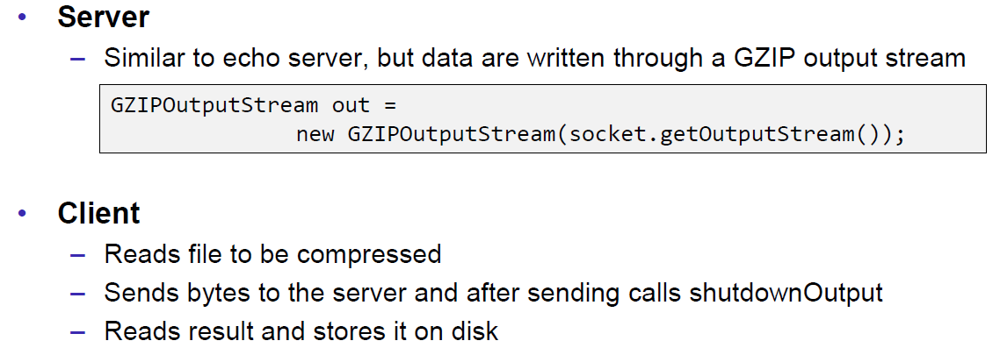 • Server
– Similar to echo server, but data are written through a GZIP output stream
GZIPOutputStream out =
new GZIPOutputStream(socket.getOutputStream());
• Client
– Reads file to be compressed
– Sends bytes to the server and after sending calls shutdownOutput
– Reads result and stores it on disk